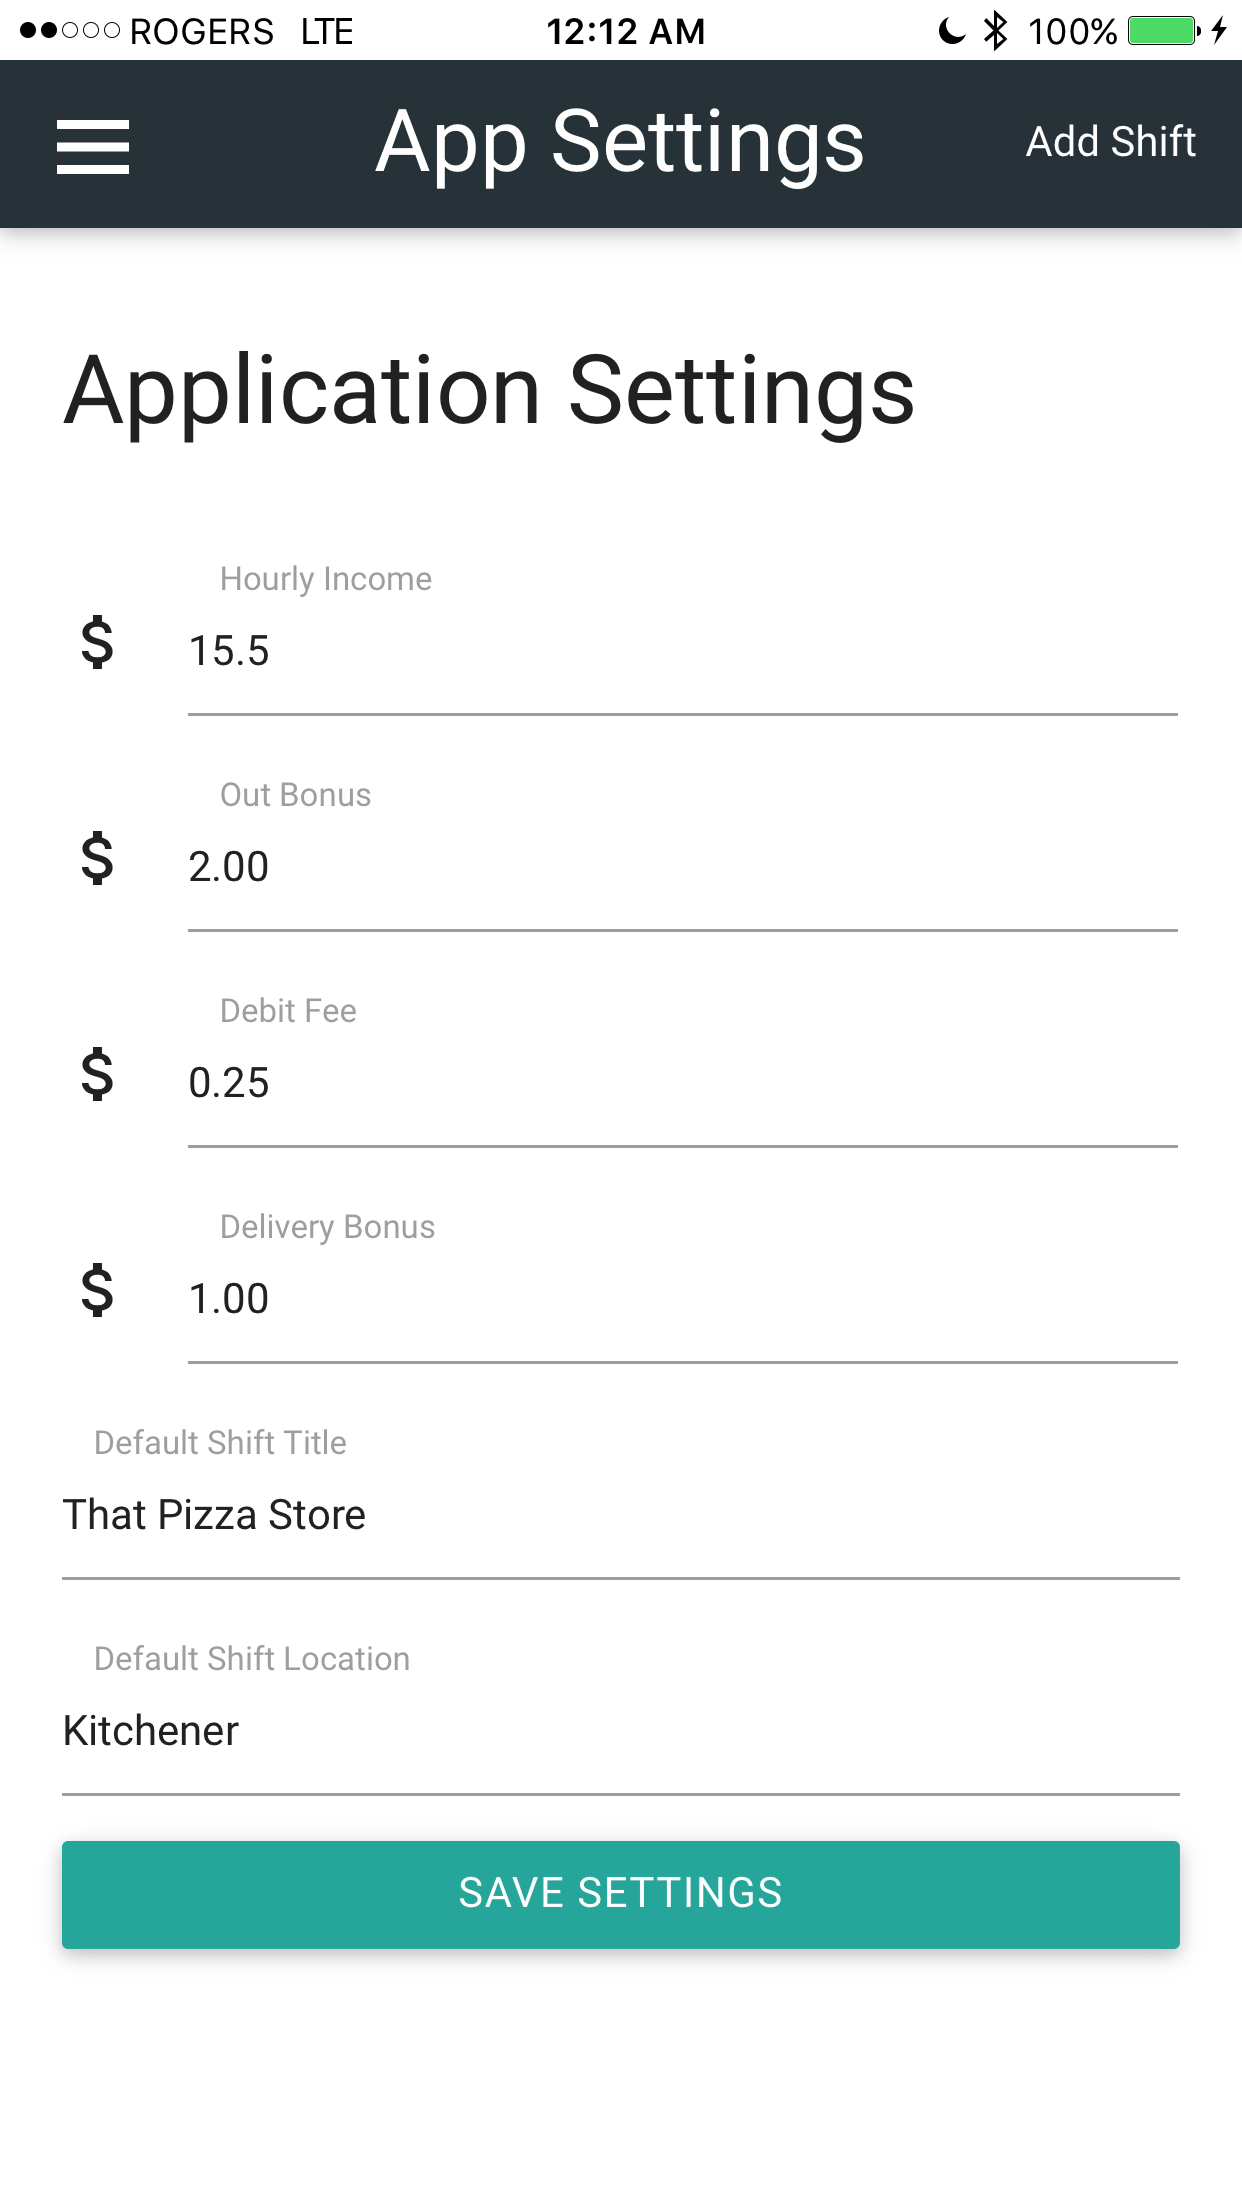 ROGERS LTE 12:12 AM 100%
App Settings Add Shift
Application Settings
Hourly Income
$ 15.5
Out Bonus
$ 2.00
Debit Fee
$ 0.25
Delivery Bonus
$ 1.00
Default Shift Title
That Pizza Store
Default Shift Location
Kitchener
SAVE SETTINGS